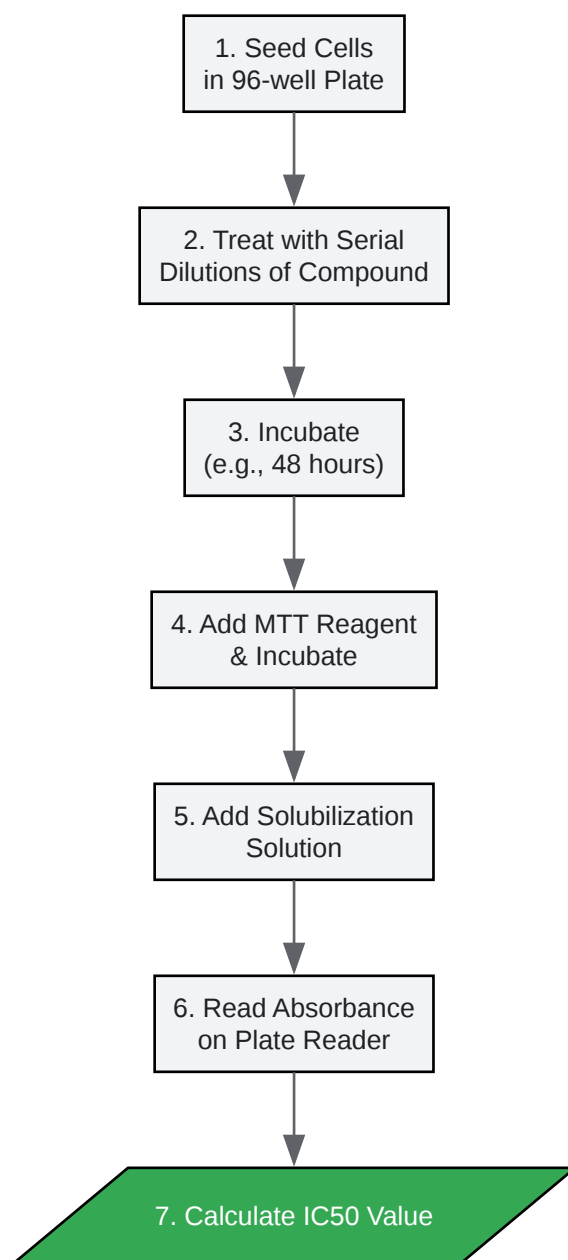 1. Seed Cells
in 96-well Plate
2. Treat with Serial
Dilutions of Compound
3. Incubate
(e.g., 48 hours)
4. Add MTT Reagent
& Incubate
5. Add Solubilization
Solution
6. Read Absorbance
on Plate Reader
7. Calculate IC50 Value